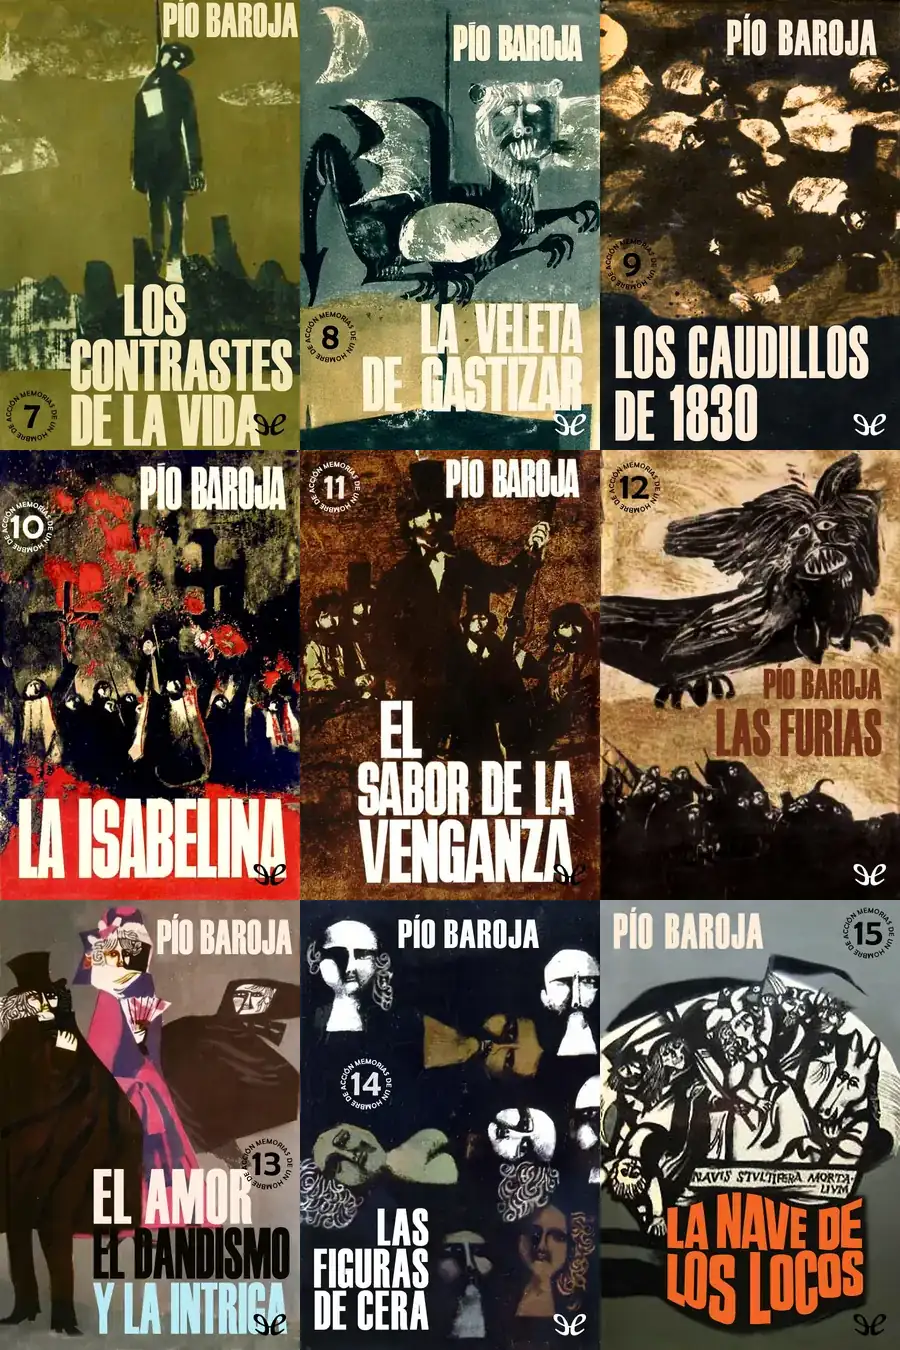 PÍO BAROJA
LOS
CONTRASTES
DE LA VIDA
MEMORIAS DE UN HOMBRE DE ACCIÓN
7
PÍO BAROJA
MEMORIAS DE UN HOMBRE DE ACCIÓN
8
LA VELETA
DE GASTIZAR
PÍO BAROJA
MEMORIAS DE UN HOMBRE DE ACCIÓN
9
LOS CAUDILLOS
DE 1830
PÍO BAROJA
MEMORIAS DE UN HOMBRE DE ACCIÓN
10
LA ISABELINA
MEMORIAS DE UN HOMBRE DE ACCIÓN
11
PÍO BAROJA
EL
SABOR DE LA
VENGANZA
MEMORIAS DE UN HOMBRE DE ACCIÓN
12
PÍO BAROJA
LAS FURIAS
PÍO BAROJA
MEMORIAS DE UN HOMBRE DE ACCIÓN
13
EL AMOR
EL DANDISMO
Y LA INTRIGA
PÍO BAROJA
MEMORIAS DE UN HOMBRE DE ACCIÓN
14
LAS
FIGURAS
DE CERA
PÍO BAROJA
MEMORIAS DE UN HOMBRE DE ACCIÓN
15
NAVIS STVLTIFERA MORTA-
LIVM
LA NAVE DE
LOS LOCOS